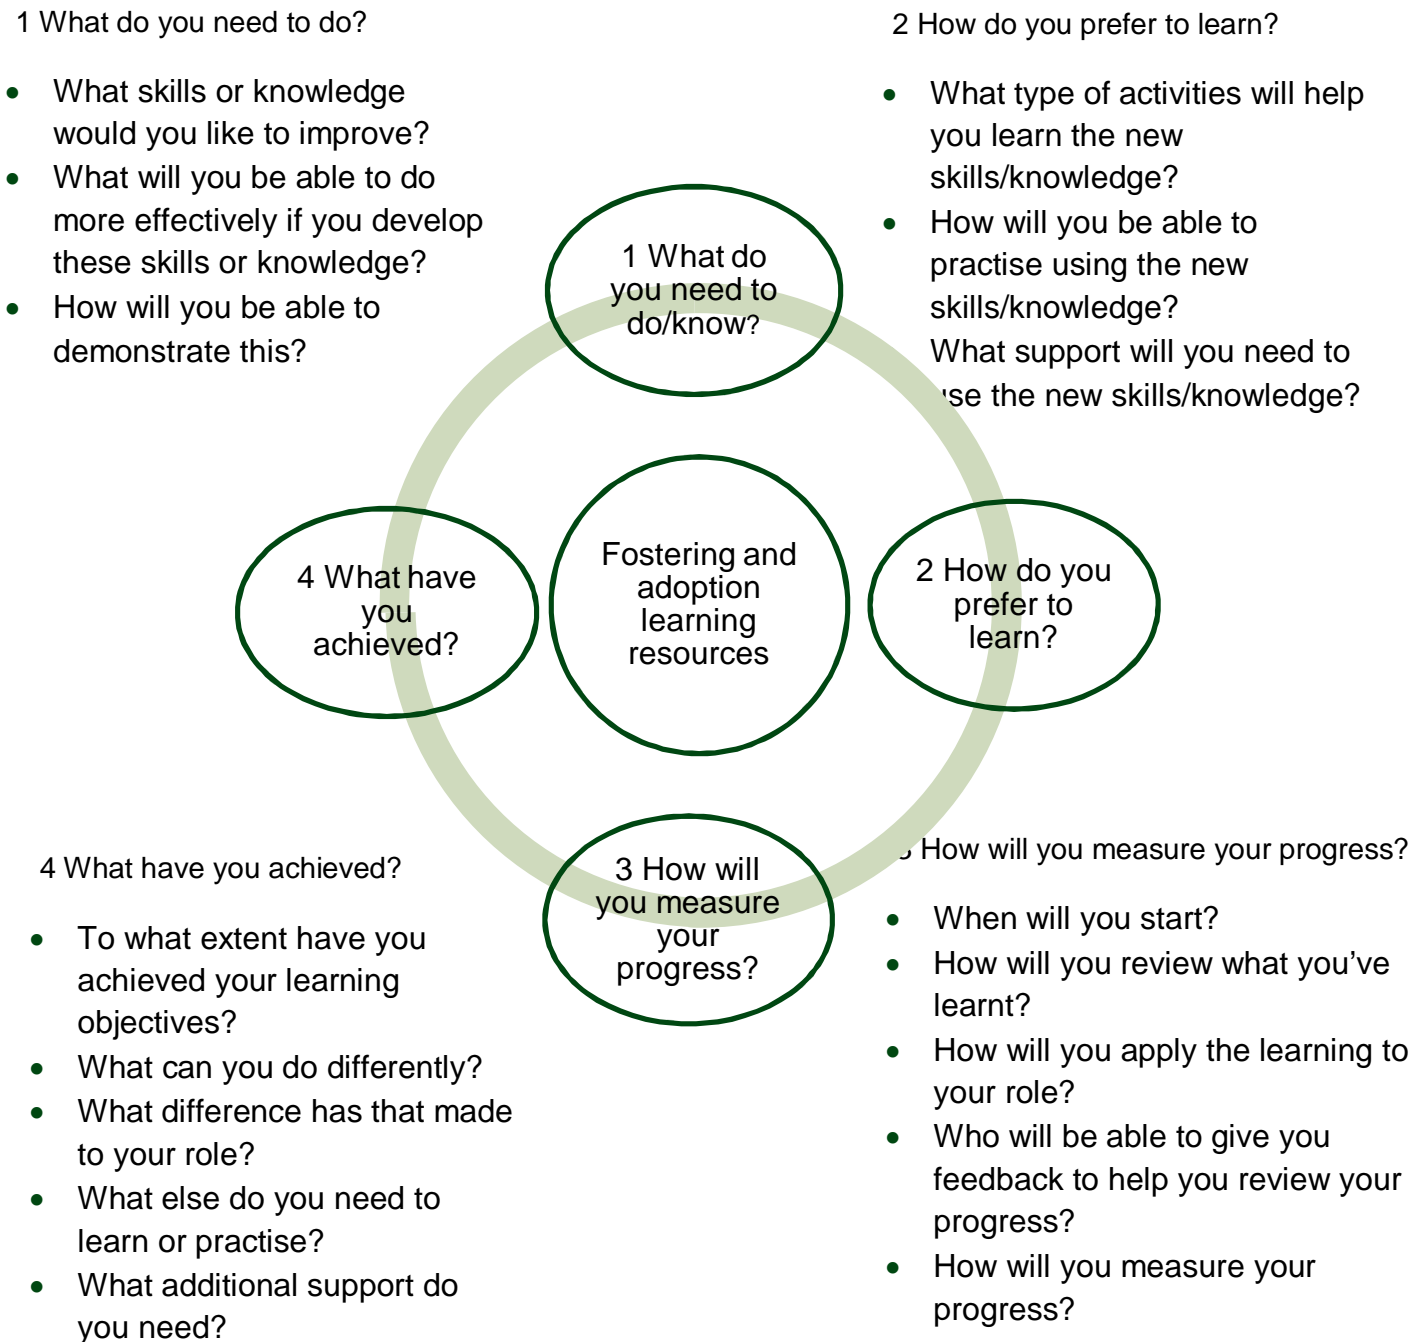 1 What do you need to do?
• What skills or knowledge
would you like to improve?
• What will you be able to do
more effectively if you develop
these skills or knowledge?
• How will you be able to
demonstrate this?
2 How do you prefer to learn?
• What type of activities will help
you learn the new
skills/knowledge?
• How will you be able to
practise using the new
skills/knowledge?
What support will you need to
use the new skills/knowledge?
1 What do
you need to
do/know?
4 What have
you
achieved?
Fostering and
adoption
learning
resources
2 How do you
prefer to
learn?
3 How will
you measure
your
progress?
4 What have you achieved?
• To what extent have you
achieved your learning
objectives?
• What can you do differently?
• What difference has that made
to your role?
• What else do you need to
learn or practise?
• What additional support do
you need?
3 How will you measure your progress?
• When will you start?
• How will you review what you’ve
learnt?
• How will you apply the learning to
your role?
• Who will be able to give you
feedback to help you review your
progress?
• How will you measure your
progress?